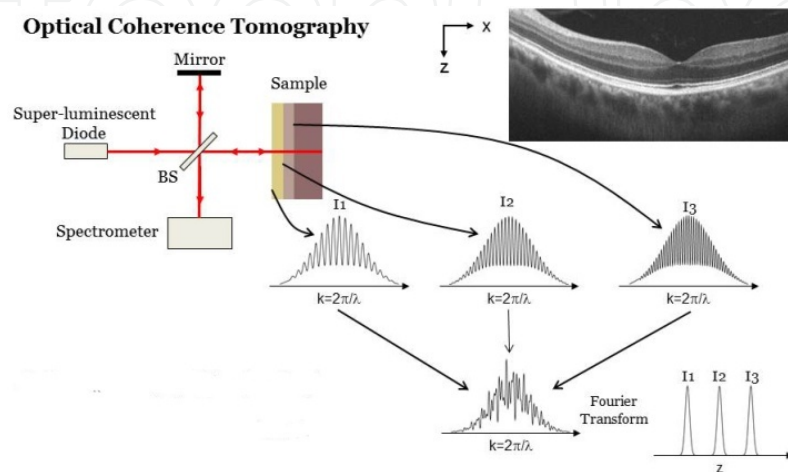 Optical Coherence Tomography
Mirror
Sample
Super-luminescent
Diode
BS
Spectrometer
X
Z
I1
I2
I3
k=2π/λ
k=2π/λ
k=2π/λ
k=2π/λ
Fourier
Transform
I1
I2
I3
z